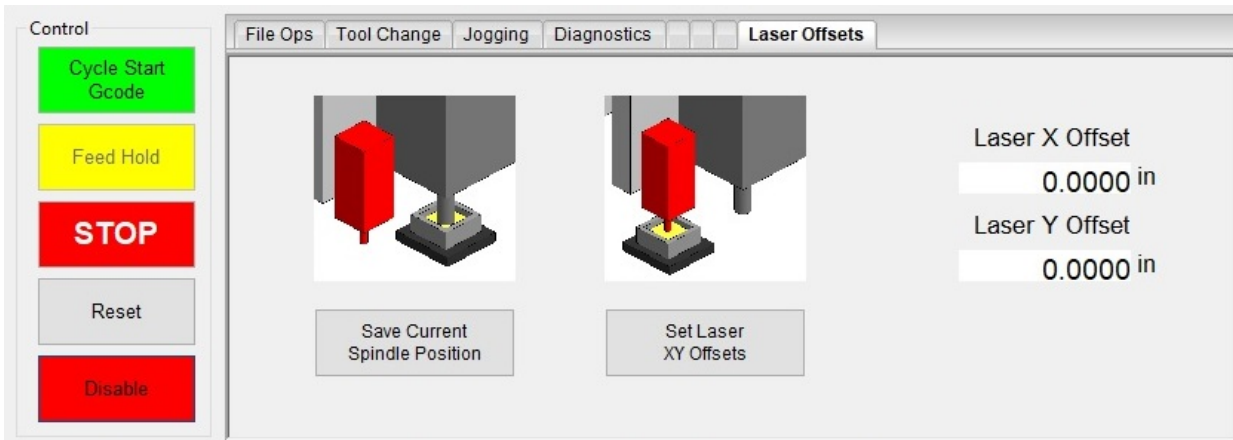 Control
Cycle Start
Gcode
Feed Hold
STOP
Reset
Disable
File Ops Tool Change Jogging Diagnostics Laser Offsets
Save Current
Spindle Position
Set Laser
XY Offsets
Laser X Offset
0.0000 in
Laser Y Offset
0.0000 in